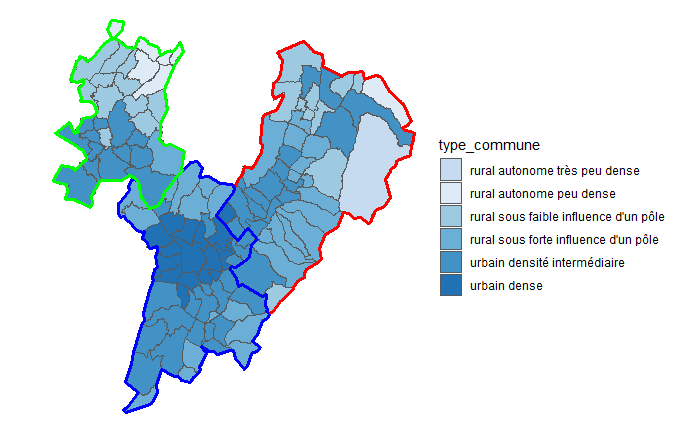 type_commune
rural autonome très peu dense
rural autonome peu dense
rural sous faible influence d'un pôle
rural sous forte influence d'un pôle
urbain densité intermédiaire
urbain dense